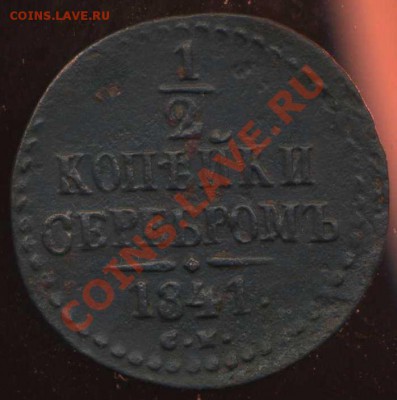 COINS.LAVE.RU
1
2
КОПѢЙКИ
СЕРЕБРОМЪ
1841.
С.М.
COINS.LAVE.RU